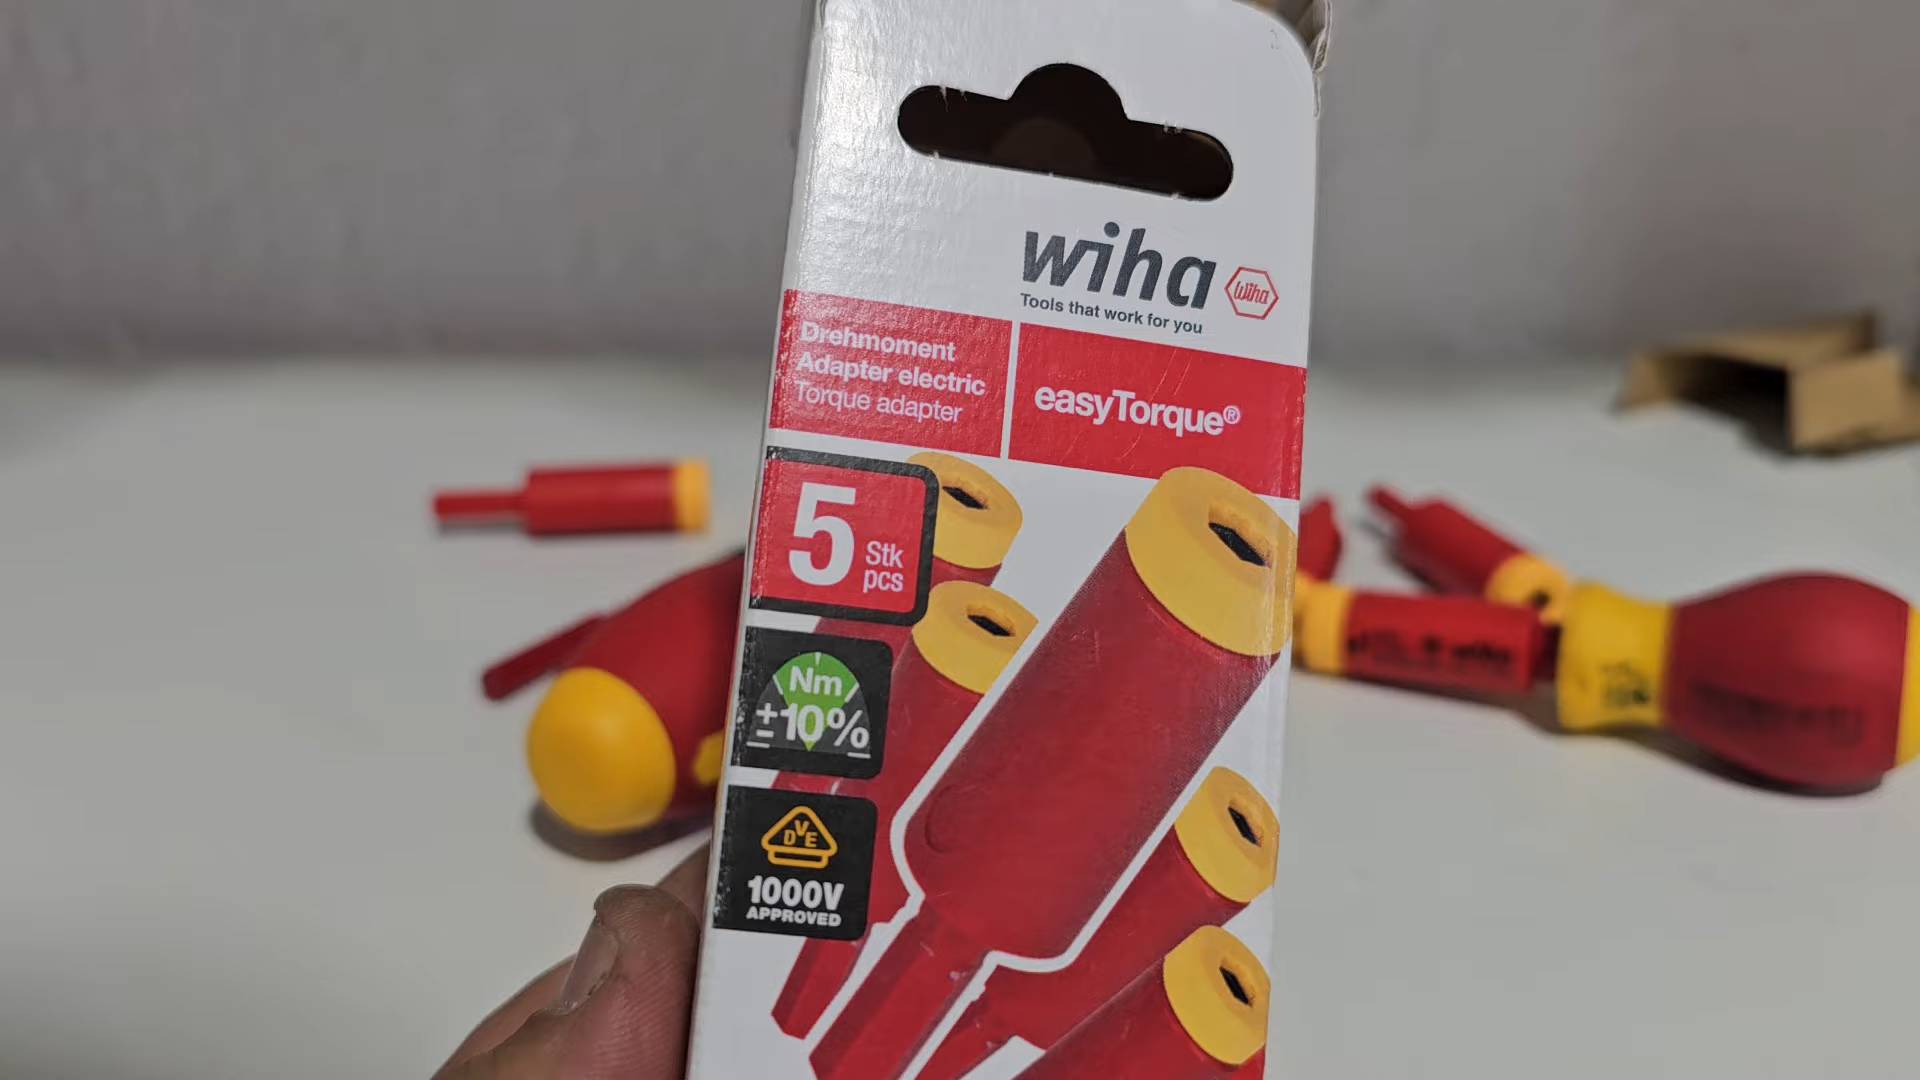 wiha
Wiha
Tools that work for you
Drehmoment
Adapter electric
Torque adapter
easyTorque®
5 Stk
pcs
Nm
±10%
DVE
1000V
APPROVED
wiha